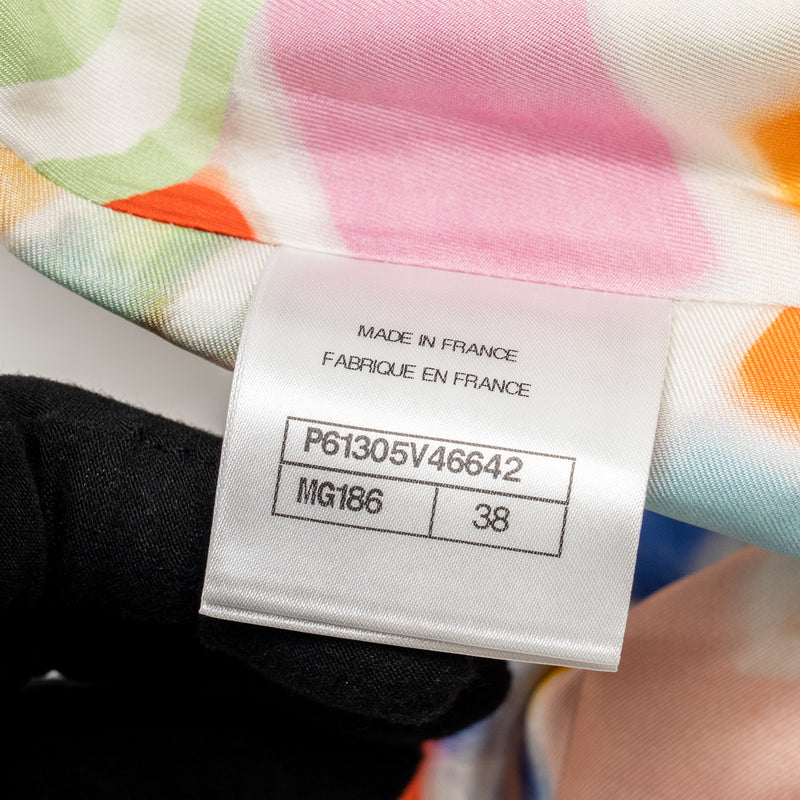 MADE IN FRANCE
FABRIQUE EN FRANCE
P61305V46642
MG186 38